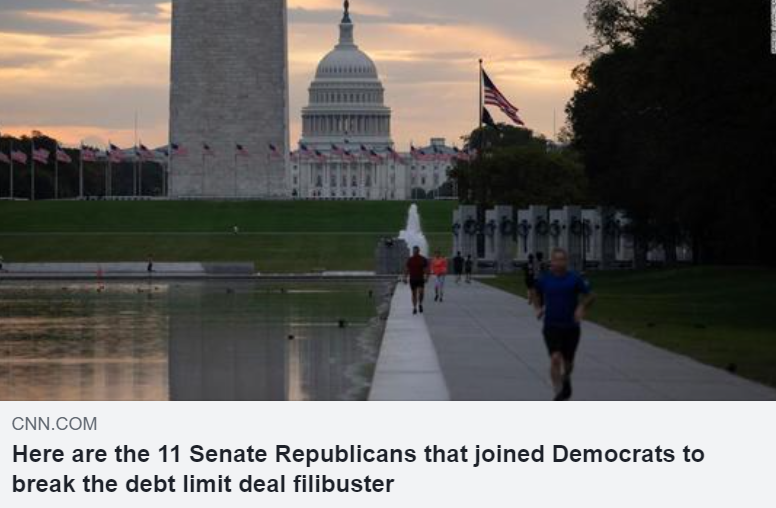 CNN.COM
Here are the 11 Senate Republicans that joined Democrats to
break the debt limit deal filibuster